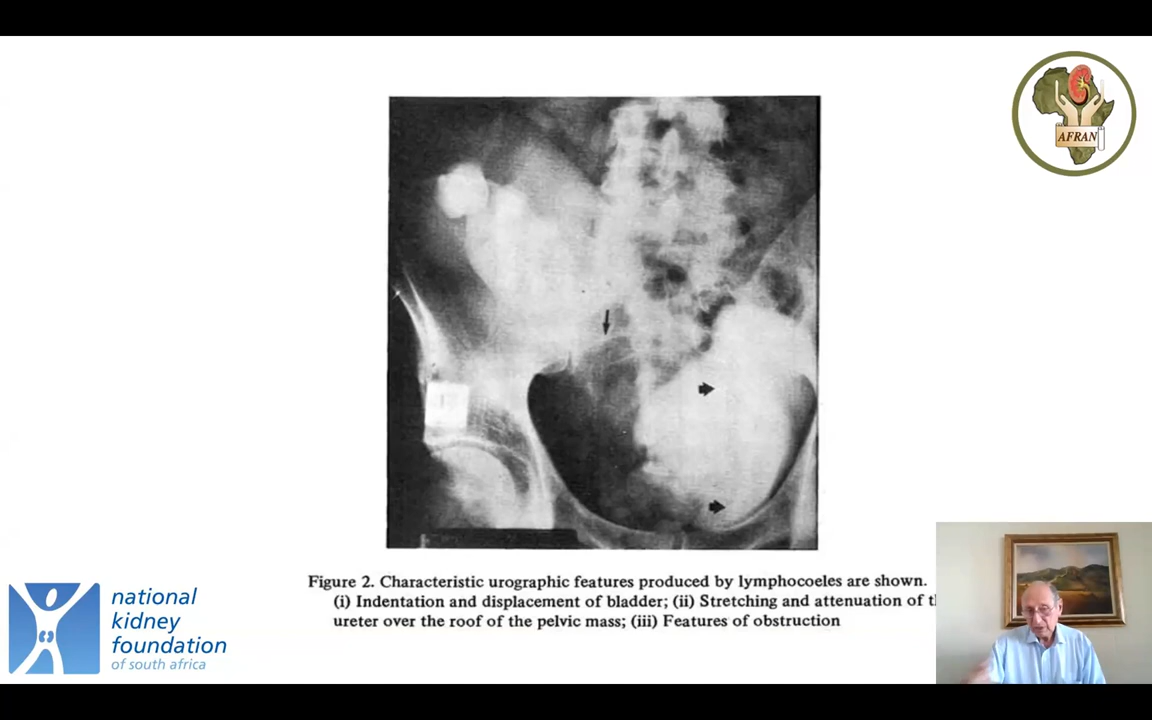 AFRAN
Figure 2. Characteristic urographic features produced by lymphocoeles are shown.
(i) Indentation and displacement of bladder; (ii) Stretching and attenuation of
ureter over the roof of the pelvic mass; (iii) Features of obstruction
national
kidney
foundation
of south africa